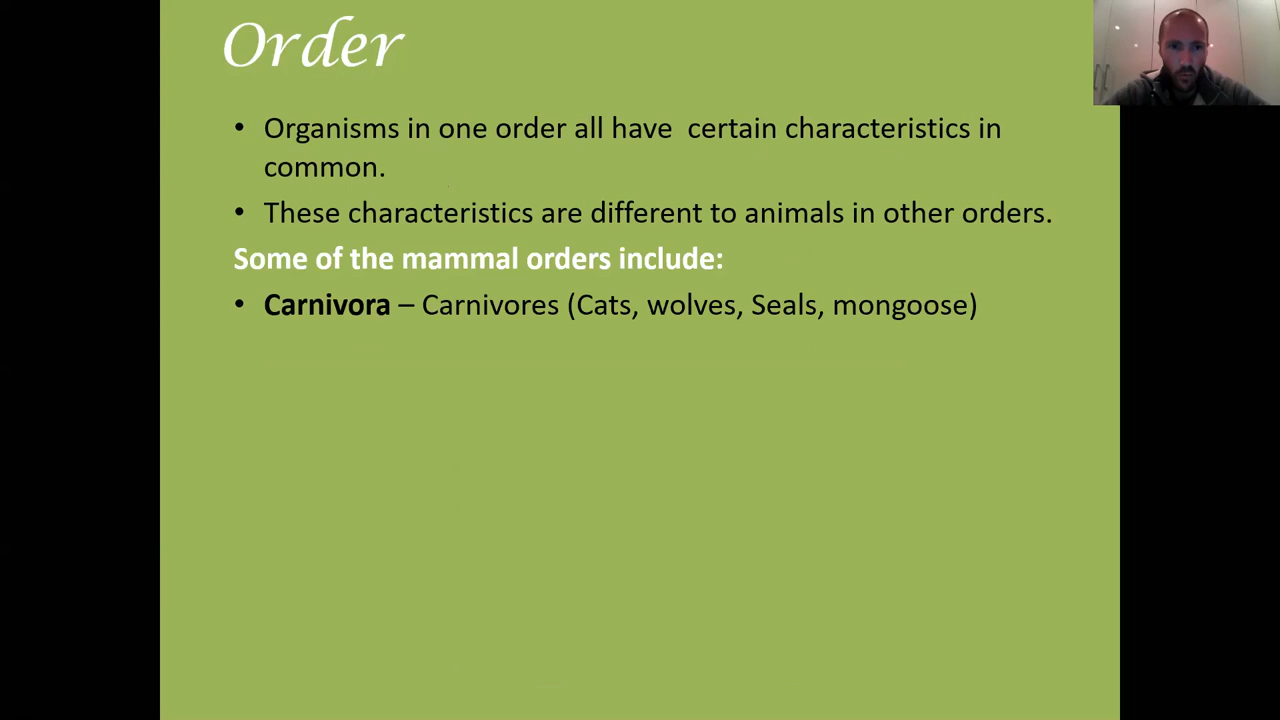 Order
• Organisms in one order all have  certain characteristics in
common.
• These characteristics are different to animals in other orders.
Some of the mammal orders include:
• Carnivora – Carnivores (Cats, wolves, Seals, mongoose)